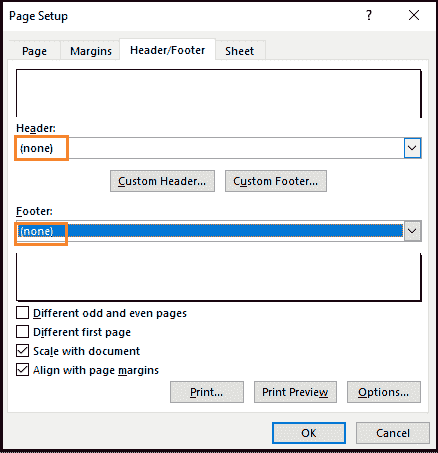 Page Setup
Page Margins Header/Footer Sheet
Header:
(none)
Custom Header... Custom Footer...
Footer:
(none)
Different odd and even pages
Different first page
Scale with document
Align with page margins
Print... Print Preview Options...
OK Cancel